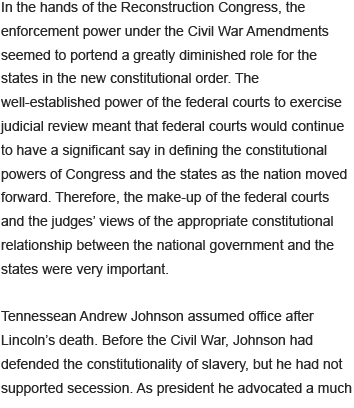 In the hands of the Reconstruction Congress, the
enforcement power under the Civil War Amendments
seemed to portend a greatly diminished role for the
states in the new constitutional order. The
well-established power of the federal courts to exercise
judicial review meant that federal courts would continue
to have a significant say in defining the constitutional
powers of Congress and the states as the nation moved
forward. Therefore, the make-up of the federal courts
and the judges’ views of the appropriate constitutional
relationship between the national government and the
states were very important.

Tennessean Andrew Johnson assumed office after
Lincoln’s death. Before the Civil War, Johnson had
defended the constitutionality of slavery, but he had not
supported secession. As president he advocated a much